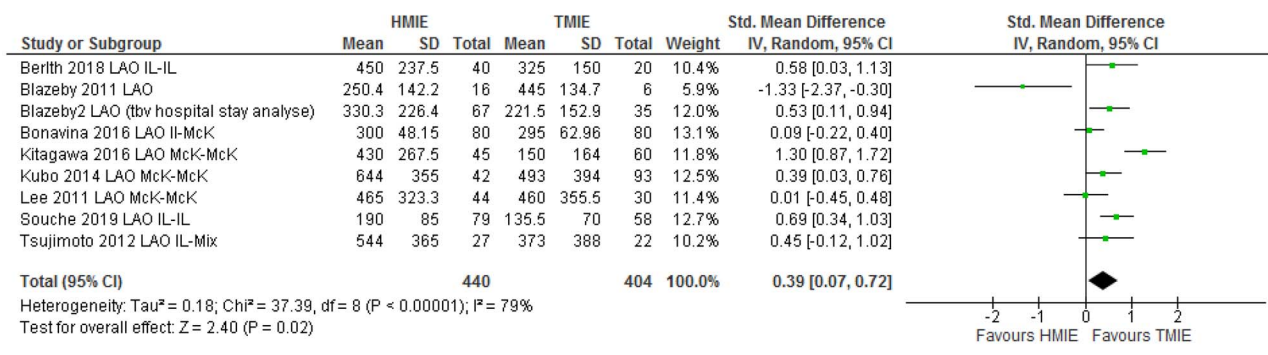 HMIE TMIE Std. Mean Difference Std. Mean Difference
Study or Subgroup Mean SD Total Mean SD Total Weight IV, Random, 95% CI IV, Random, 95% CI
Berlth 2018 LAO IL-IL 450 237.5 40 325 150 20 10.4% 0.58 [0.03, 1.13]
Blazeby 2011 LAO 250.4 142.2 16 445 134.7 6 5.9% -1.33 [-2.37, -0.30]
Blazeby2 LAO (tbv hospital stay analyse) 330.3 226.4 67 221.5 152.9 35 12.0% 0.53 [0.11, 0.94]
Bonavina 2016 LAO Il-McK 300 48.15 80 295 62.96 80 13.1% 0.09 [-0.22, 0.40]
Kitagawa 2016 LAO McK-McK 430 267.5 45 150 164 60 11.8% 1.30 [0.87, 1.72]
Kubo 2014 LAO McK-McK 644 355 42 493 394 93 12.5% 0.39 [0.03, 0.76]
Lee 2011 LAO McK-McK 465 323.3 44 460 355.5 30 11.4% 0.01 [-0.45, 0.48]
Souche 2019 LAO IL-IL 190 85 79 135.5 70 58 12.7% 0.69 [0.34, 1.03]
Tsujimoto 2012 LAO IL-Mix 544 365 27 373 388 22 10.2% 0.45 [-0.12, 1.02]
Total (95% CI) 440 404 100.0% 0.39 [0.07, 0.72]
Heterogeneity: Tau² = 0.18; Chi² = 37.39, df = 8 (P < 0.00001); I² = 79%
Test for overall effect: Z = 2.40 (P = 0.02)
-2 -1 0 1 2
Favours HMIE Favours TMIE